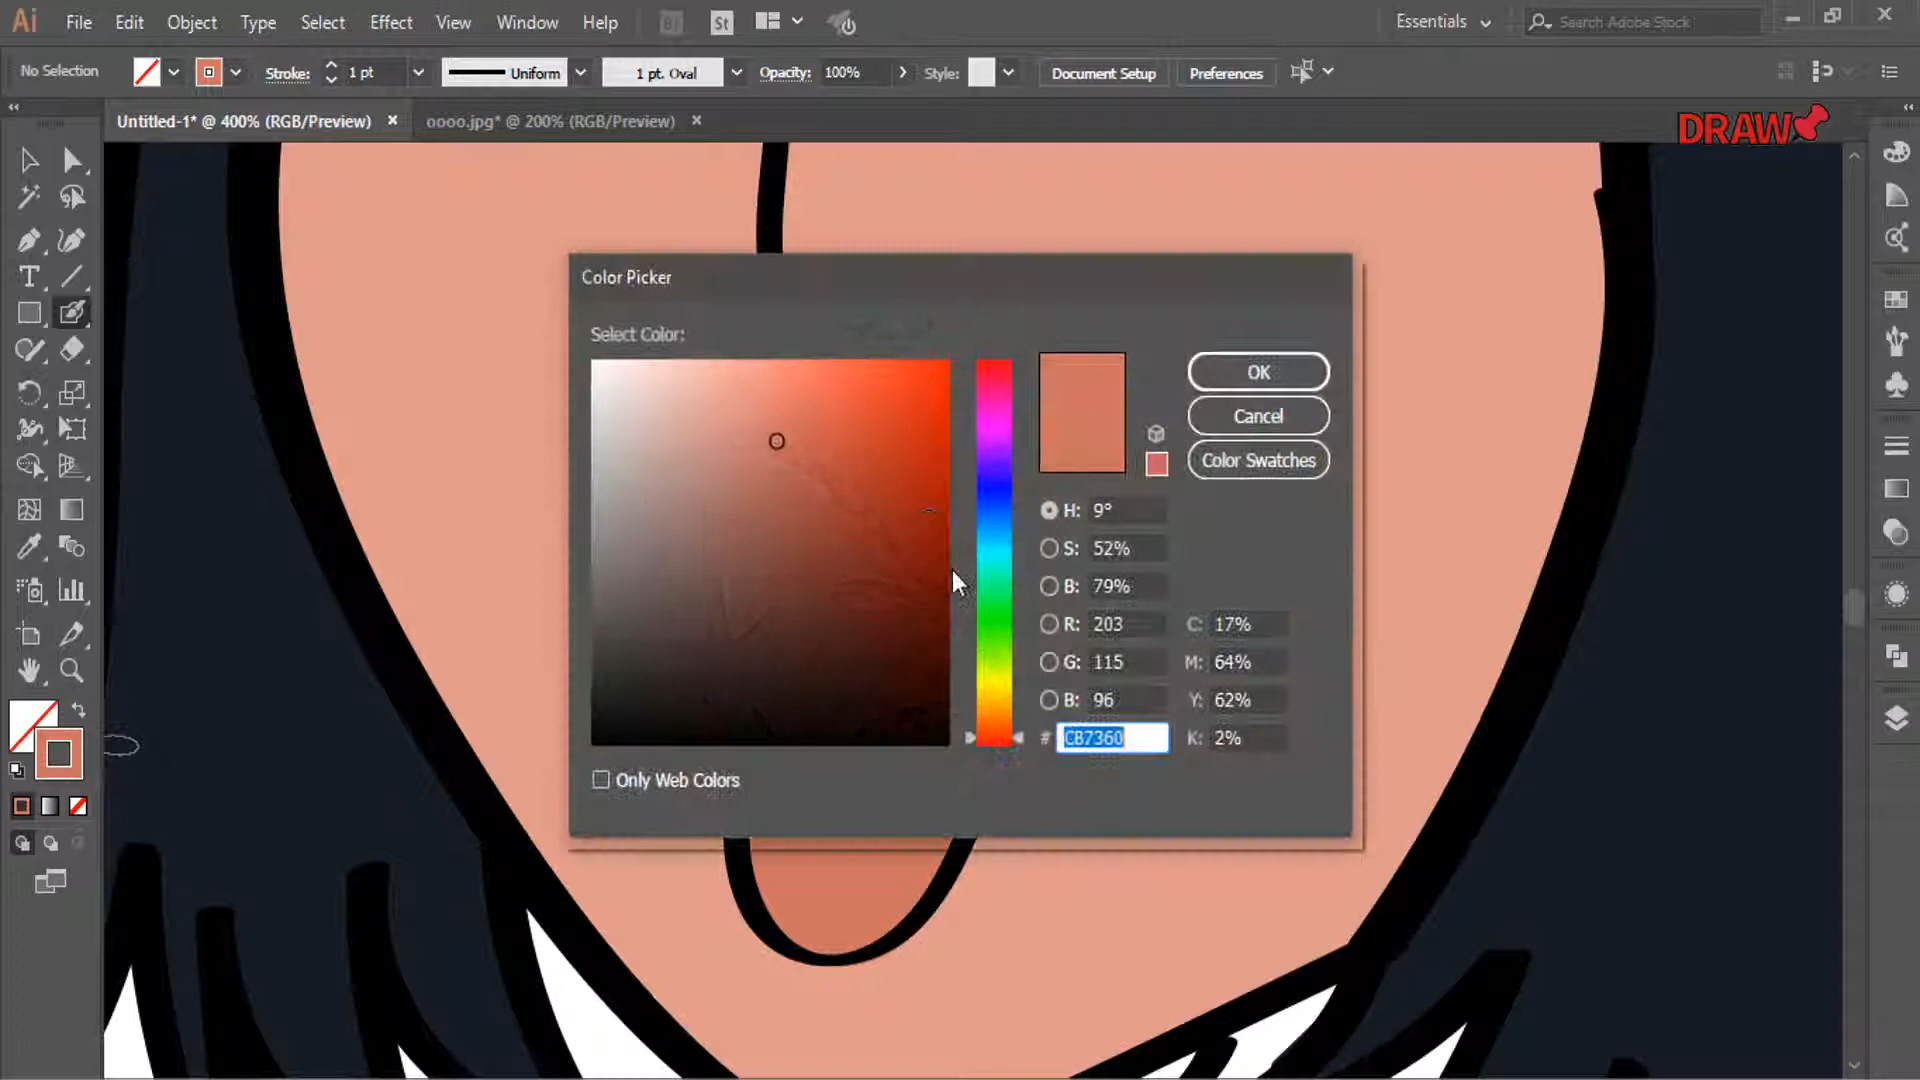 Ai File Edit Object Type Select Effect View Window Help Br St Essentials Search Adobe Stock
No Selection Stroke: 1 pt Uniform 1 pt. Oval Opacity: 100% Style: Document Setup Preferences
Untitled-1* @ 400% (RGB/Preview) × oooo.jpg* @ 200% (RGB/Preview) ×
DRAW
Color Picker
Select Color:
OK
Cancel
Color Swatches
H: 9°
S: 52%
B: 79%
R: 203 C: 17%
G: 115 M: 64%
B: 96 Y: 62%
# CB7360 K: 2%
Only Web Colors